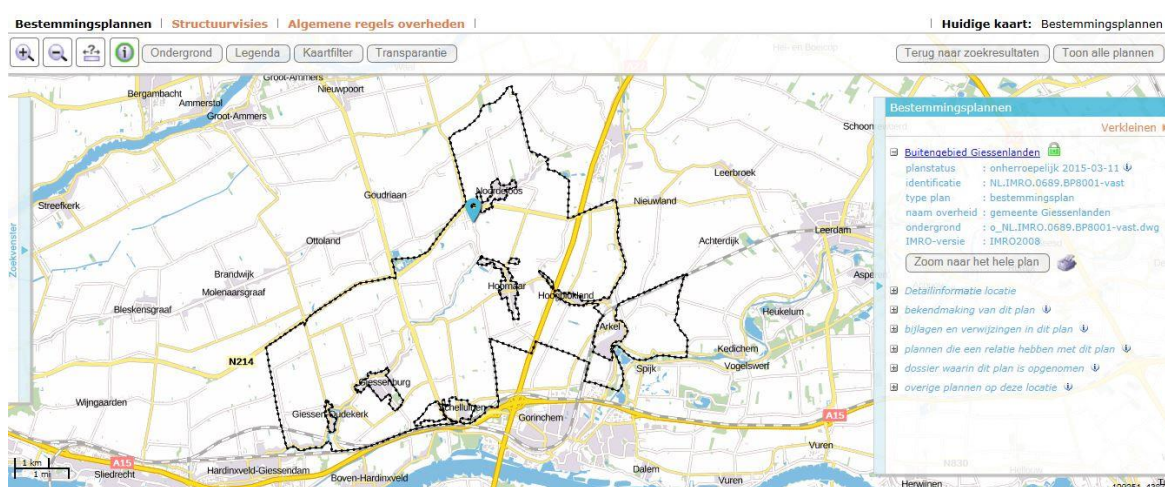 Bestemmingsplannen | Structuurvisies | Algemene regels overheden |
| Huidige kaart: Bestemmingsplannen
Ondergrond Legenda Kaartfilter Transparantie
Terug naar zoekresultaten Toon alle plannen
Zoekvenster
Groot-Ammers
Nieuwpoort
Bergambacht
Ammerstol
Groot-Ammers
Schoon
Leerbroek
Noordeloos
Goudriaan
Nieuwland
Streefkerk
Leerdam
Ottoland
Achterdijk
Brandwijk
Molenaarsgraaf
Hoornaar
Hoogblokland
Bleskensgraaf
Heukelum
Arkel
Kedichem
N214
Spijk
Vogelswerf
Giessenburg
Wijngaarden
Schelluinen
Giessen-Oudekerk
Gorinchem
A15
Vuren
1 km
1 mi
A15
Sliedrecht
Hardinxveld-Giessendam
Boven-Hardinxveld
Dalem
Vuren
N830
Herwijnen
Bestemmingsplannen
Verkleinen
Buitengebied Giessenlanden
planstatus : onherroepelijk 2015-03-11
identificatie : NL.IMRO.0689.BP8001-vast
type plan : bestemmingsplan
naam overheid : gemeente Giessenlanden
ondergrond : o_NL.IMRO.0689.BP8001-vast.dwg
IMRO-versie : IMRO2008
Zoom naar het hele plan
Detailinformatie locatie
bekendmaking van dit plan
bijlagen en verwijzingen in dit plan
plannen die een relatie hebben met dit plan
dossier waarin dit plan is opgenomen
overige plannen op deze locatie